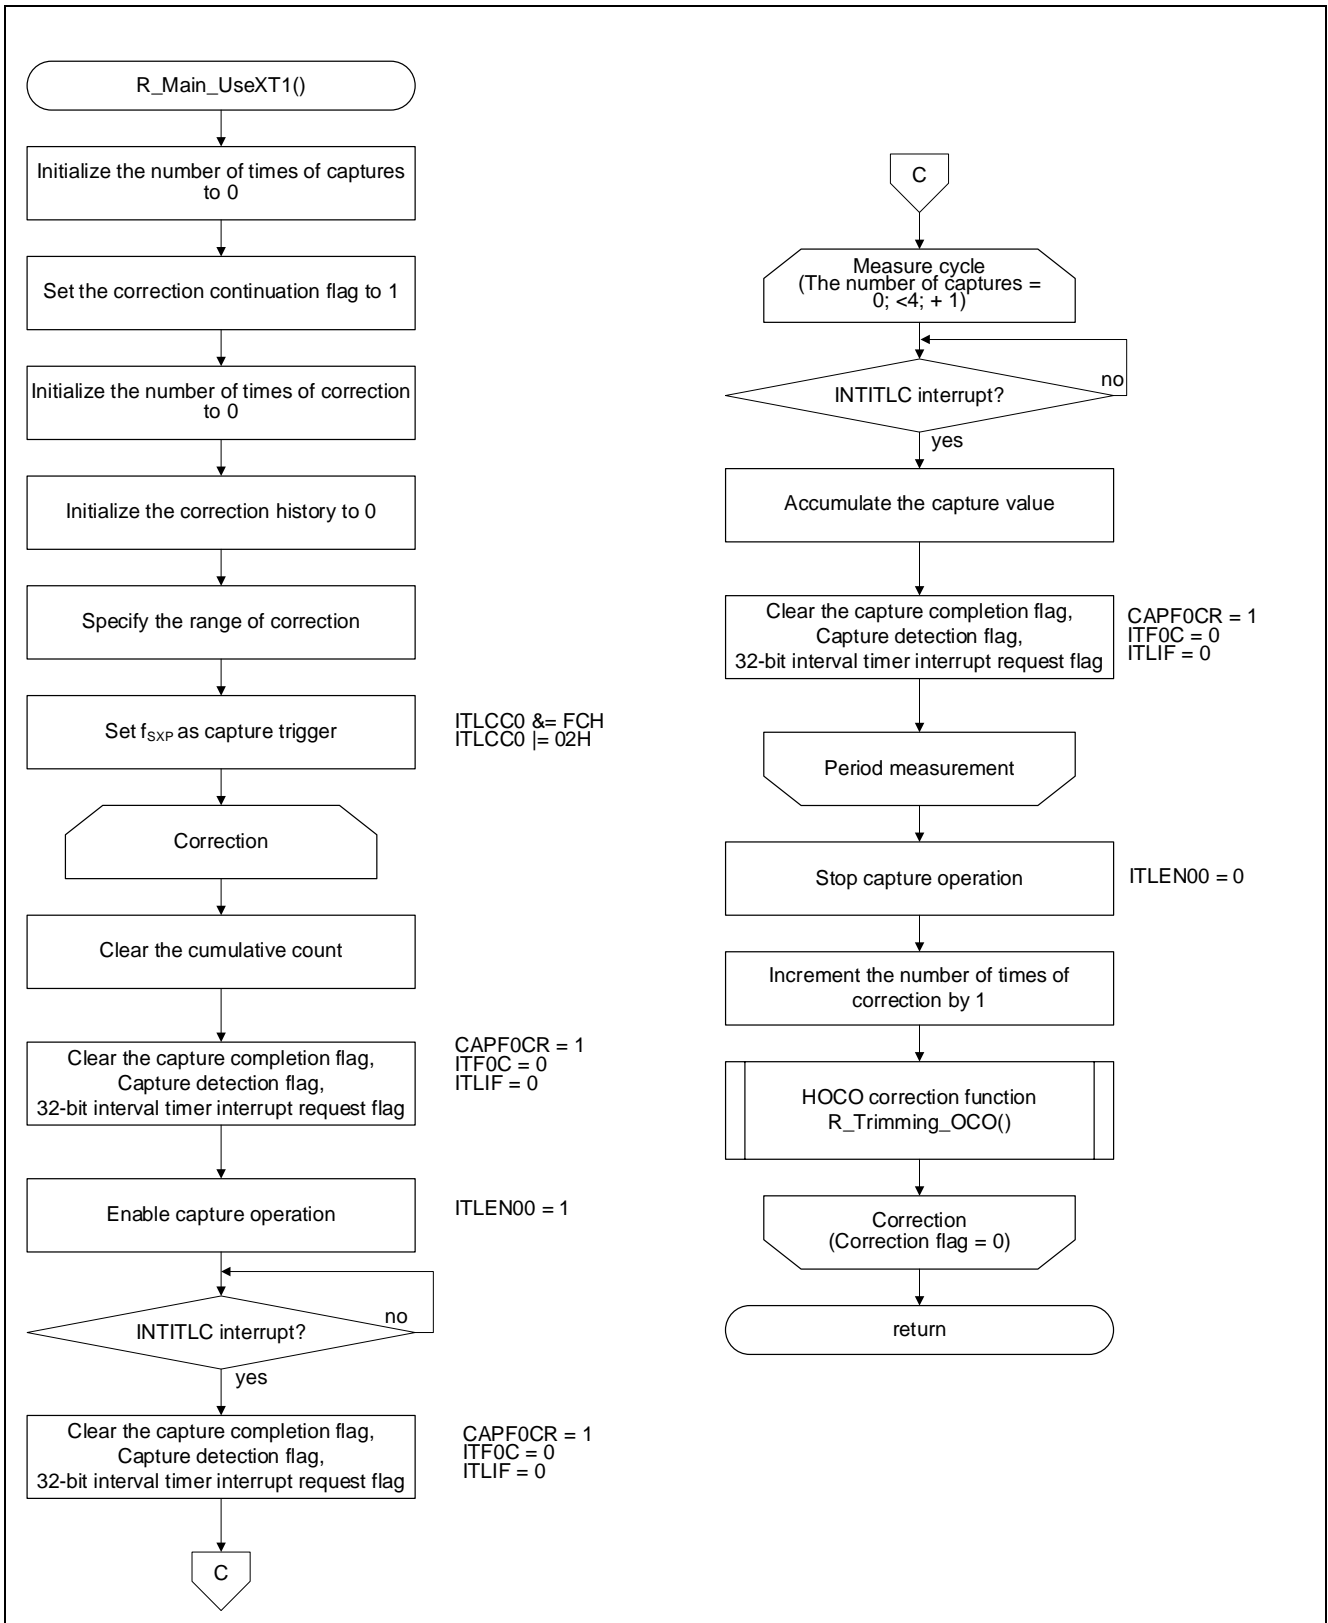 R_Main_UseXT1()
Initialize the number of times of captures
to 0
Set the correction continuation flag to 1
Initialize the number of times of correction
to 0
Initialize the correction history to 0
Specify the range of correction
Set fSXP as capture trigger
ITLCC0 &= FCH
ITLCC0 |= 02H
Correction
Clear the cumulative count
Clear the capture completion flag,
Capture detection flag,
32-bit interval timer interrupt request flag
CAPF0CR = 1
ITF0C = 0
ITLIF = 0
Enable capture operation
ITLEN00 = 1
INTITLC interrupt?
no
yes
Clear the capture completion flag,
Capture detection flag,
32-bit interval timer interrupt request flag
CAPF0CR = 1
ITF0C = 0
ITLIF = 0
C
C
Measure cycle
(The number of captures =
0; <4; + 1)
INTITLC interrupt?
no
yes
Accumulate the capture value
Clear the capture completion flag,
Capture detection flag,
32-bit interval timer interrupt request flag
CAPF0CR = 1
ITF0C = 0
ITLIF = 0
Period measurement
Stop capture operation
ITLEN00 = 0
Increment the number of times of
correction by 1
HOCO correction function
R_Trimming_OCO()
Correction
(Correction flag = 0)
return